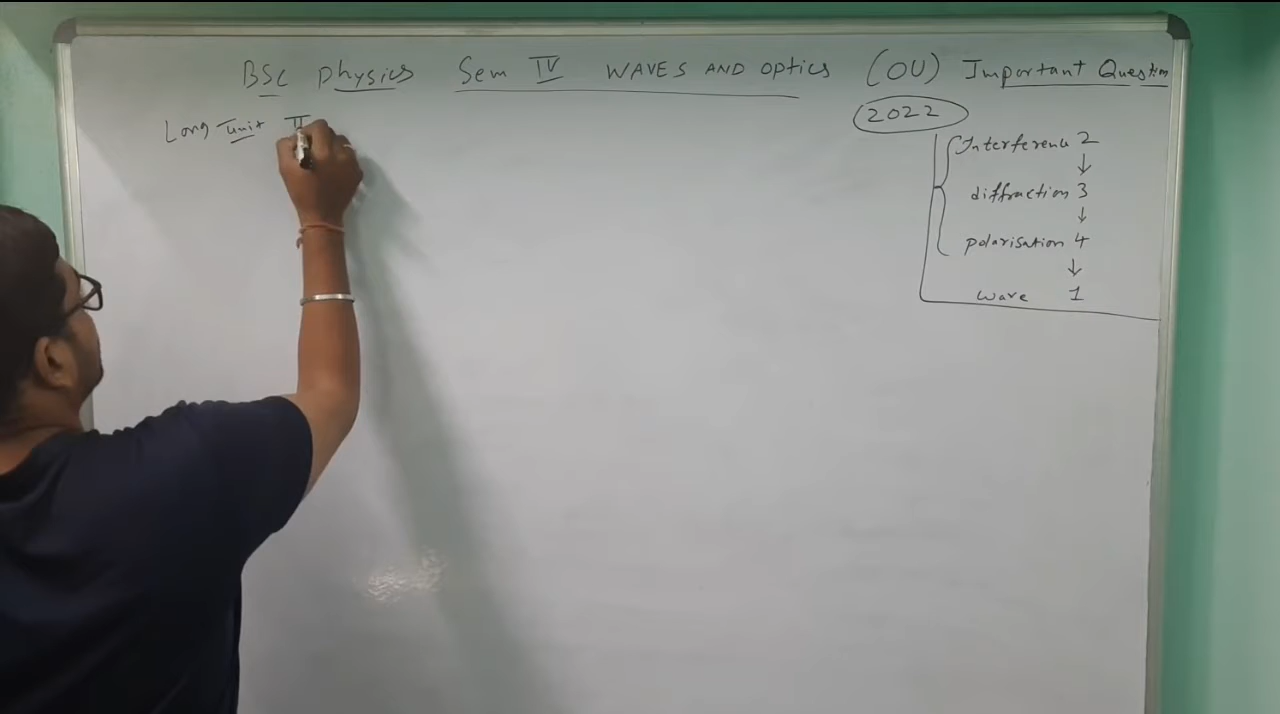 BSC physics Sem IV WAVES AND Optics (OU) Important Question
2022
Long unit II
Interference 2
↓
diffraction 3
↓
polarisation 4
↓
wave 1